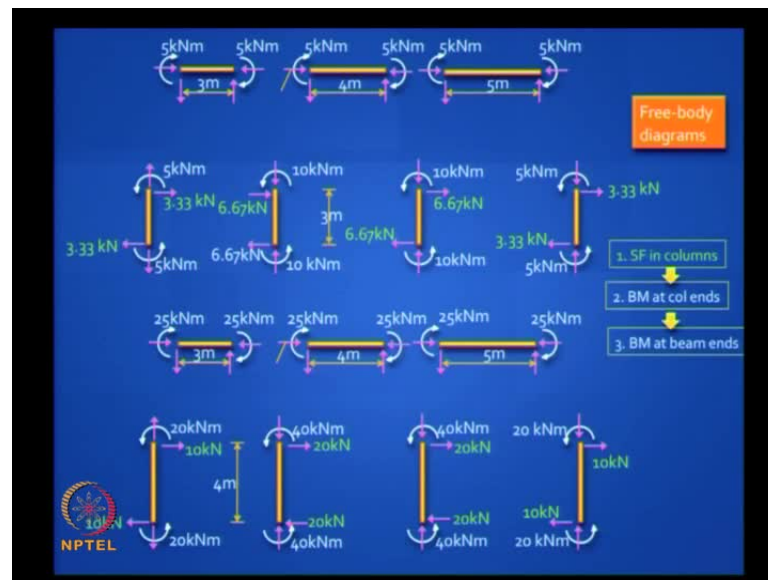 5kNm 5kNm 5kNm 5kNm 5kNm 5kNm
3m 4m 5m
Free-body
diagrams
5kNm 10kNm 10kNm 5kNm
3.33 kN 6.67kN 3m 6.67kN 3.33 kN
3.33 kN 6.67kN 6.67kN 3.33 kN
5kNm 10 kNm 10kNm 5kNm
1. SF in columns
2. BM at col ends
3. BM at beam ends
25kNm 25kNm 25kNm 25kNm 25kNm 25kNm
3m 4m 5m
20kNm 40kNm 40kNm 20 kNm
10kN 4m 20kN 20kN 10kN
10kN 20kN 20kN 10kN
20kNm 40kNm 40kNm 20 kNm
NPTEL